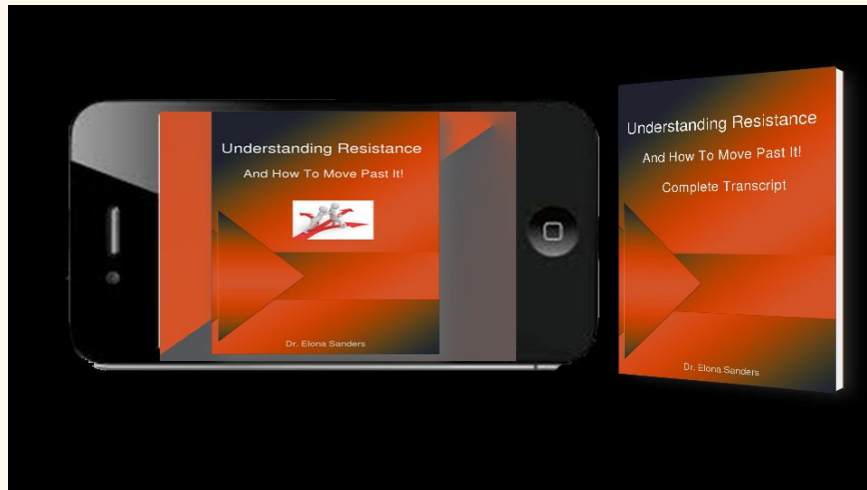 Understanding Resistance
And How To Move Past It!
Dr. Elona Sanders
Understanding Resistance
And How To Move Past It!
Complete Transcript
Dr. Elona Sanders